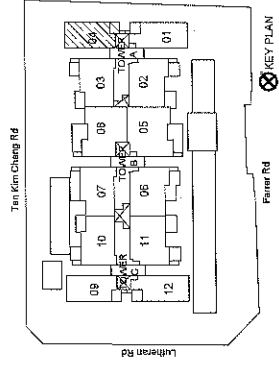 Tan Kim Cheng Rd
04
01
TOWER
A
03
02
08
05
TOWER
B
07
06
10
11
TOWER
C
09
12
Lutheran Rd
Farrer Rd
KEY PLAN